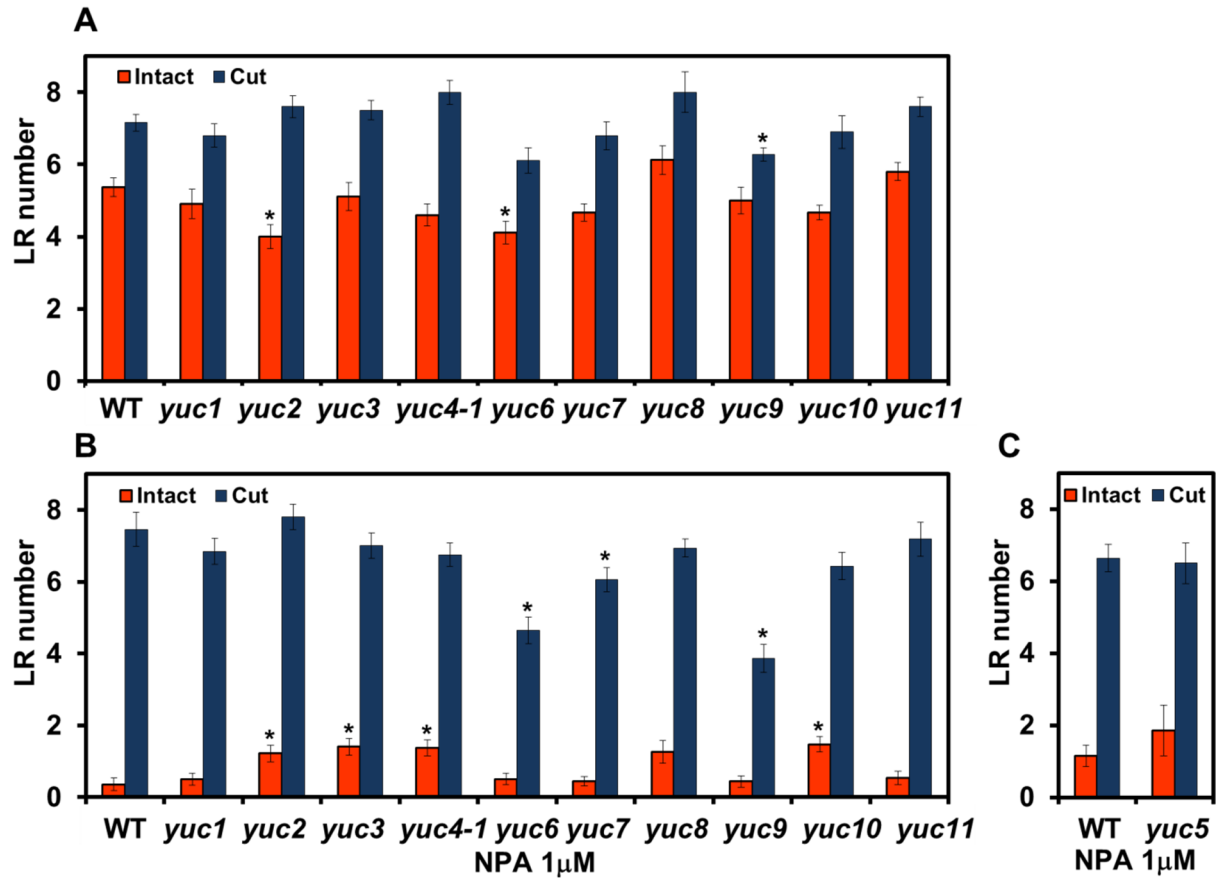 A
Intact Cut
8
6
4
2
0
LR number
* * *
WT yuc1 yuc2 yuc3 yuc4-1 yuc6 yuc7 yuc8 yuc9 yuc10 yuc11
B
Intact Cut
8
6
4
2
0
LR number
* * * * * * *
WT yuc1 yuc2 yuc3 yuc4-1 yuc6 yuc7 yuc8 yuc9 yuc10 yuc11
NPA 1μM
C
Intact Cut
8
6
4
2
0
LR number
WT yuc5
NPA 1μM